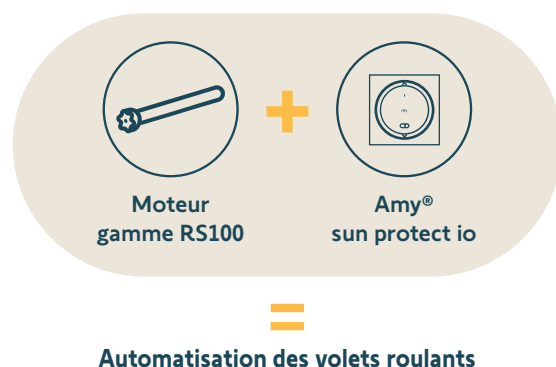 Moteur
gamme RS100
Amy®
sun protect io
Automatisation des volets roulants